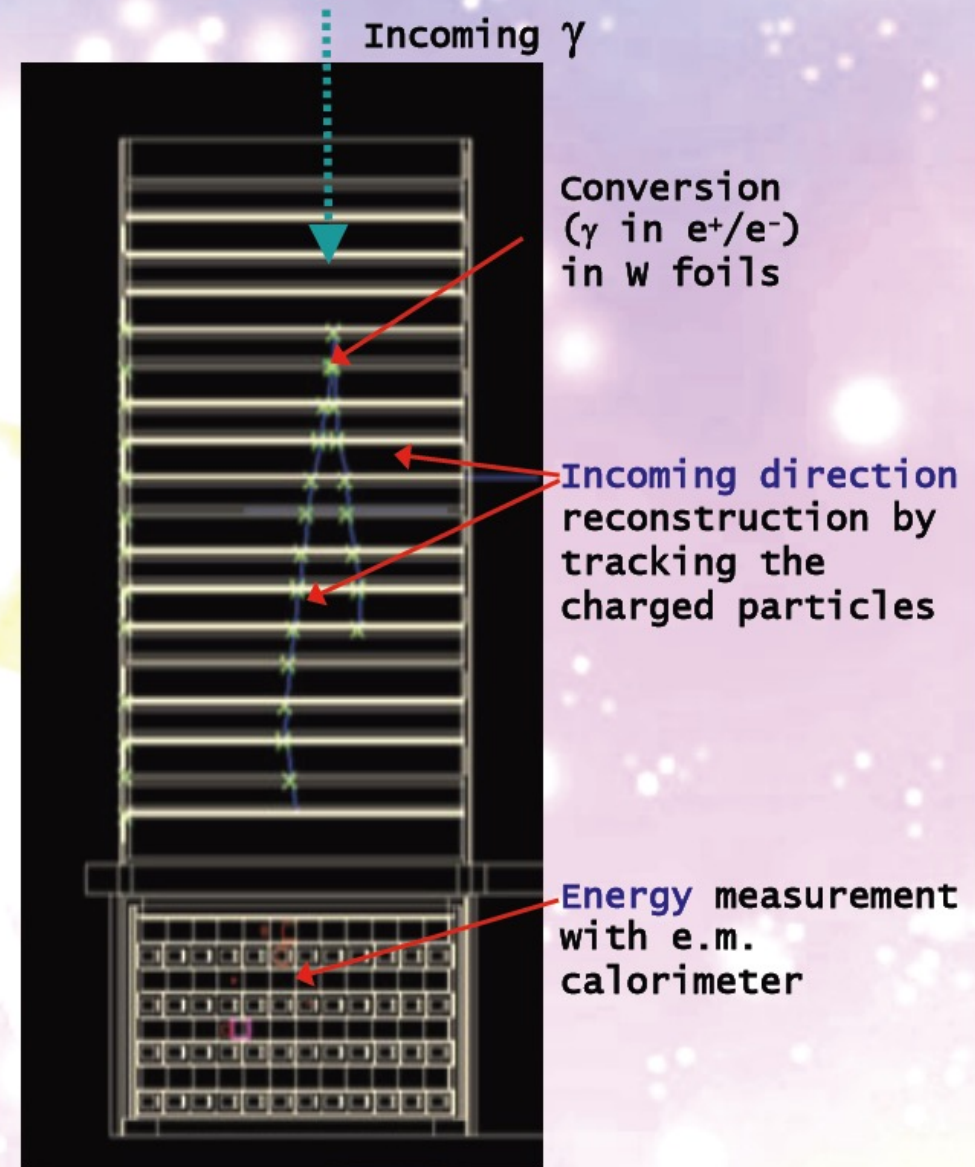 Incoming γ
Conversion
(γ in e⁺/e⁻)
in W foils
Incoming direction
reconstruction by
tracking the
charged particles
Energy measurement
with e.m.
calorimeter